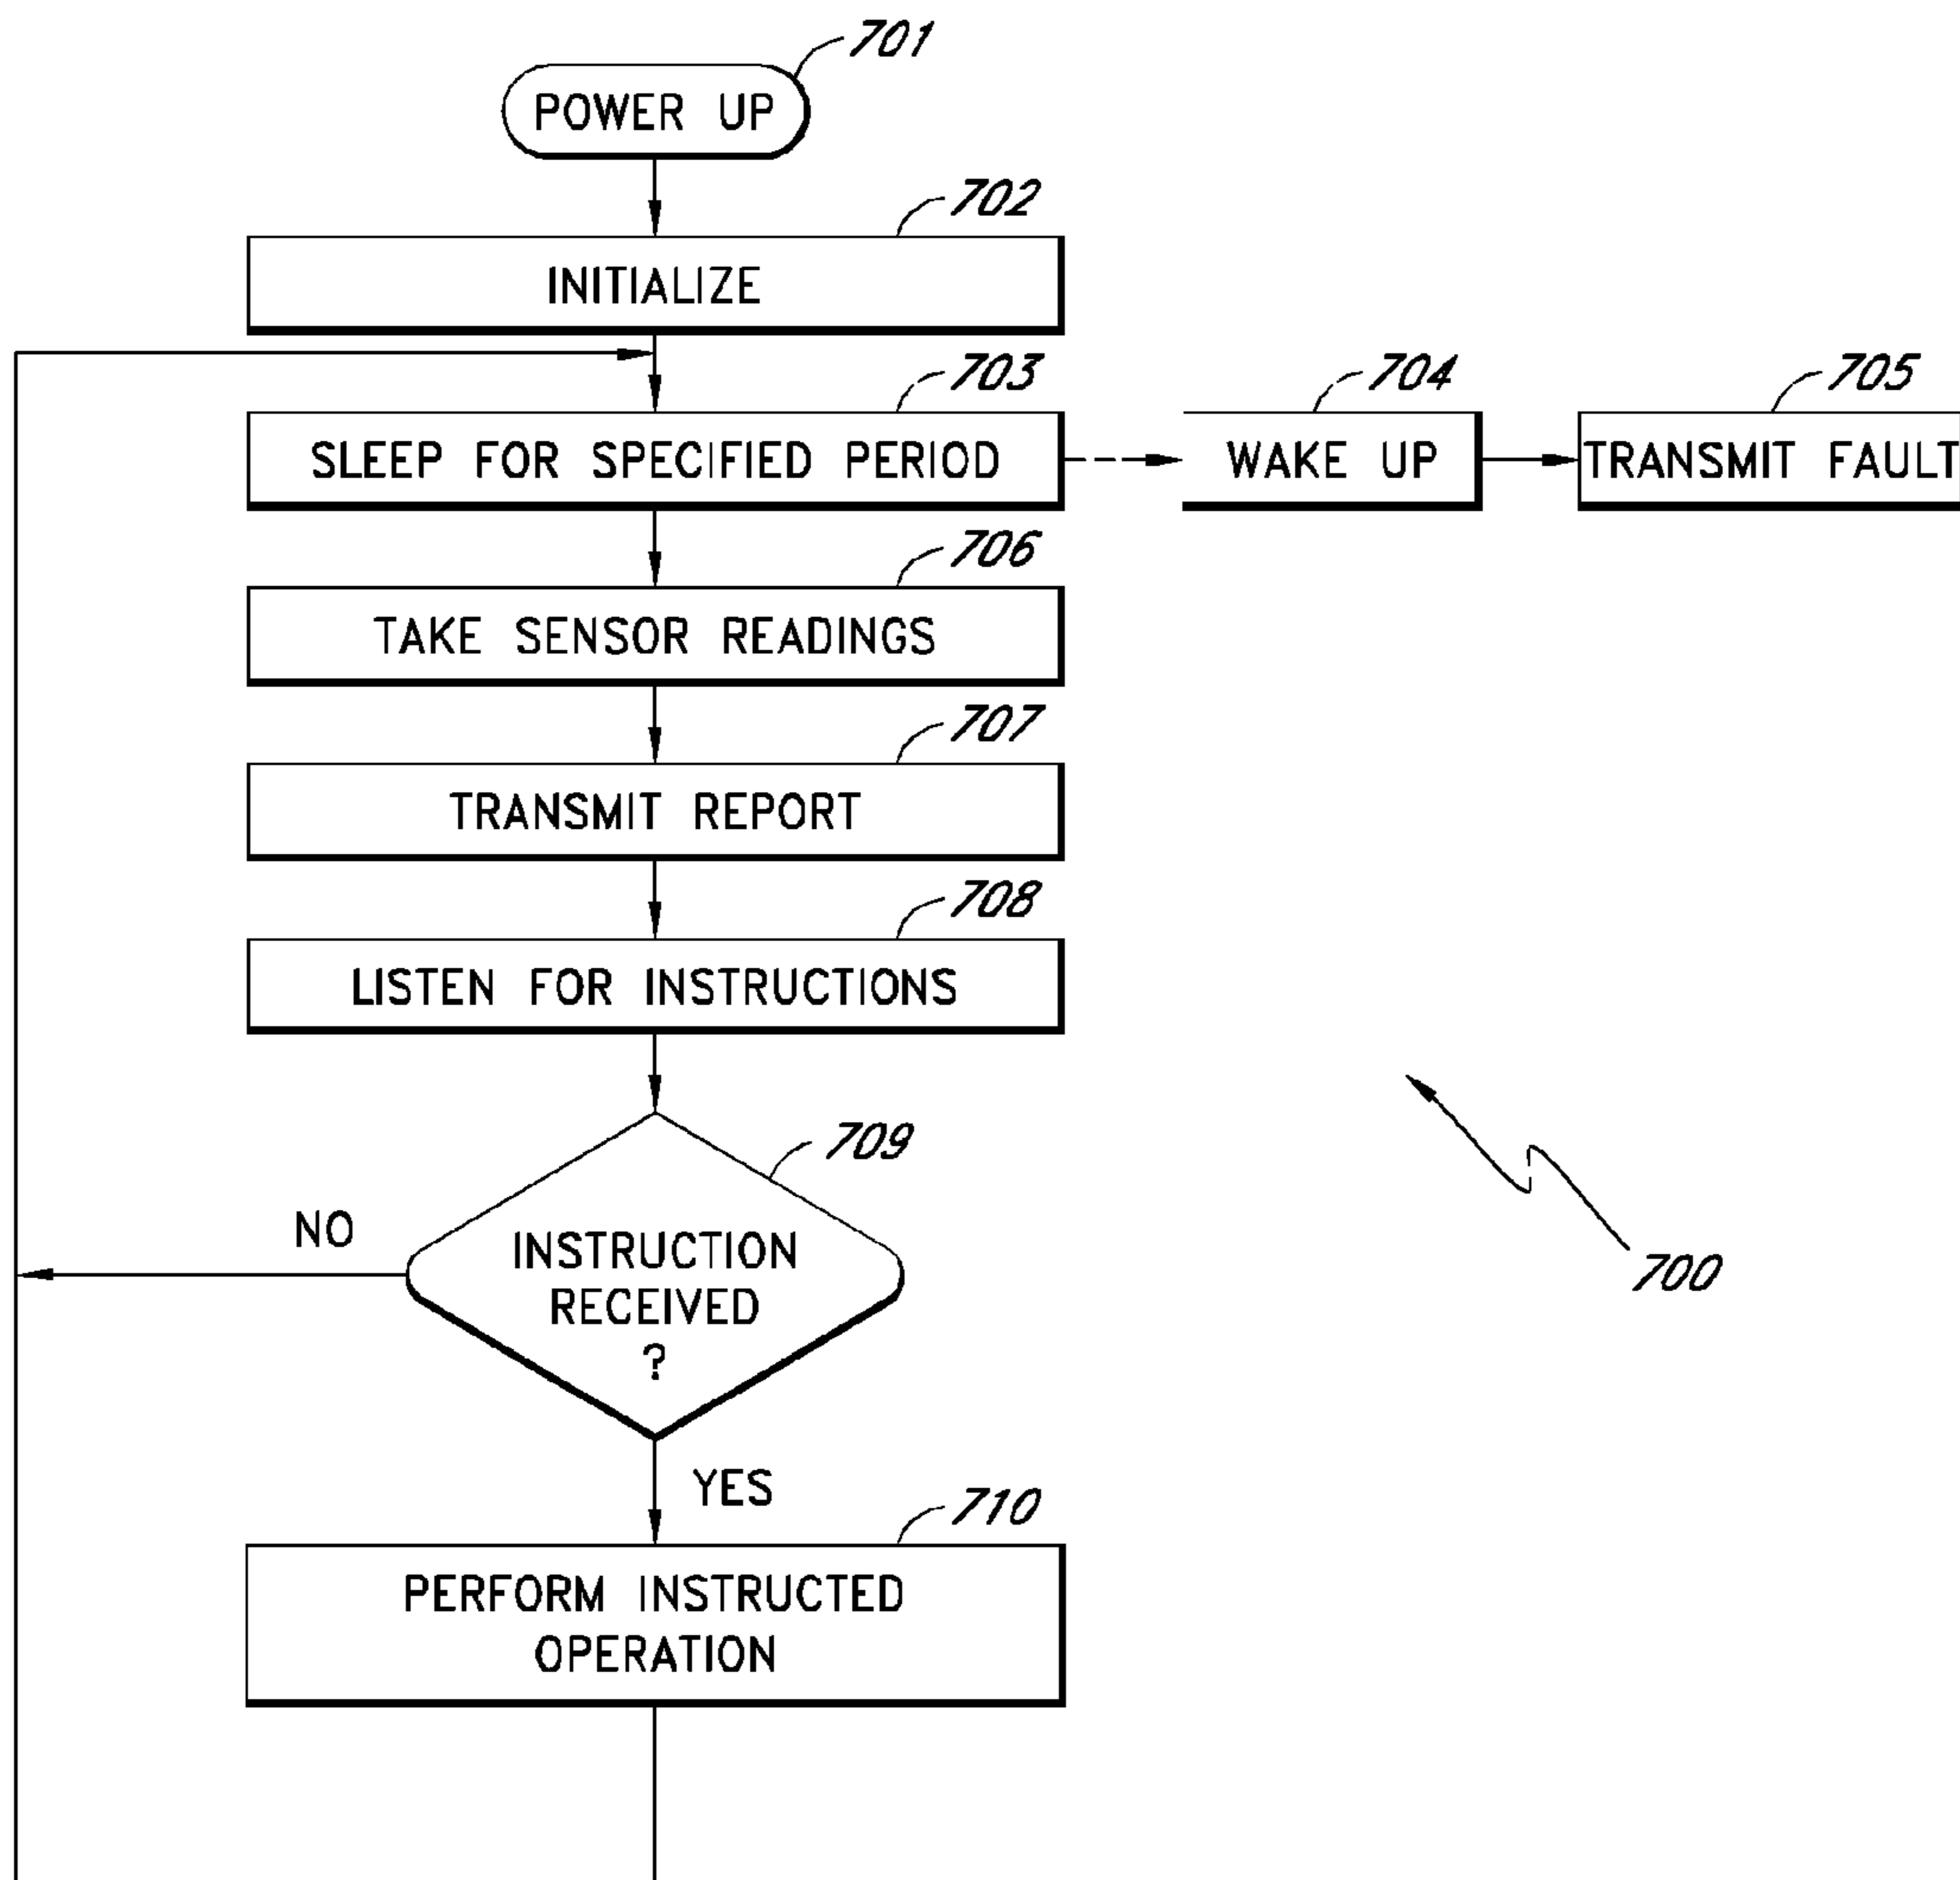 701
POWER UP
702
INITIALIZE
703
SLEEP FOR SPECIFIED PERIOD
704
WAKE UP
705
TRANSMIT FAULT
706
TAKE SENSOR READINGS
707
TRANSMIT REPORT
708
LISTEN FOR INSTRUCTIONS
709
INSTRUCTION
RECEIVED
?
NO
700
YES
710
PERFORM INSTRUCTED
OPERATION